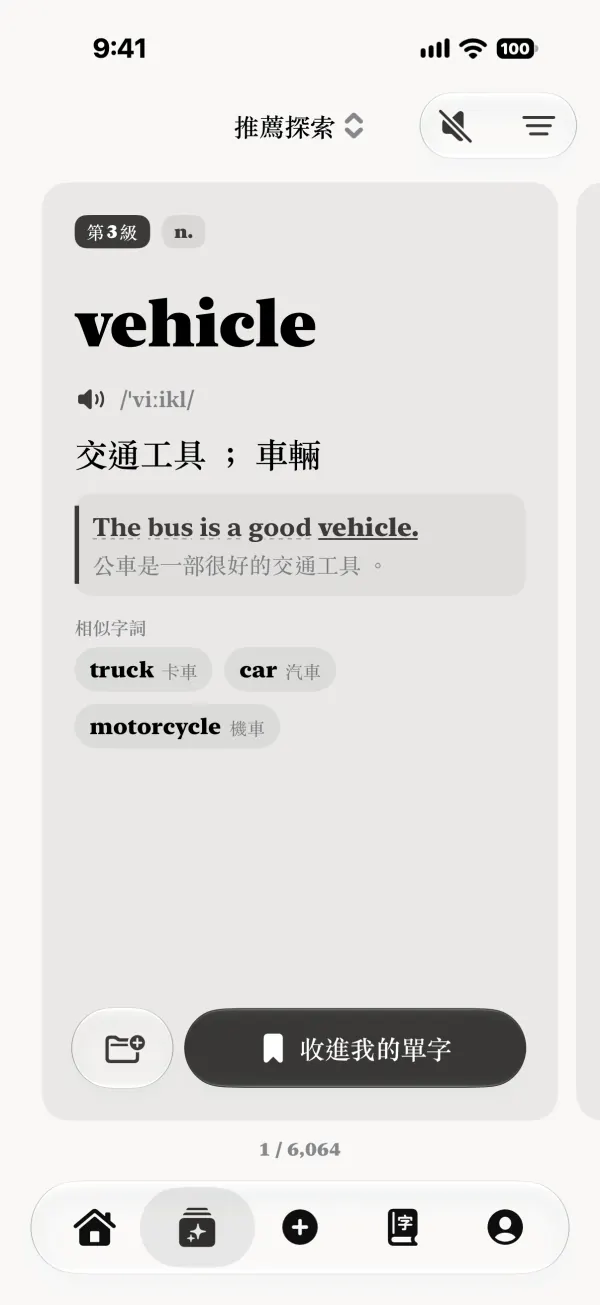 9:41
100
推薦探索
第3級 n.
vehicle
/ˈviːikl/
交通工具 ； 車輛
The bus is a good vehicle.
公車是一部很好的交通工具 。
相似字詞
truck 卡車 car 汽車
motorcycle 機車
收進我的單字
1 / 6,064
字